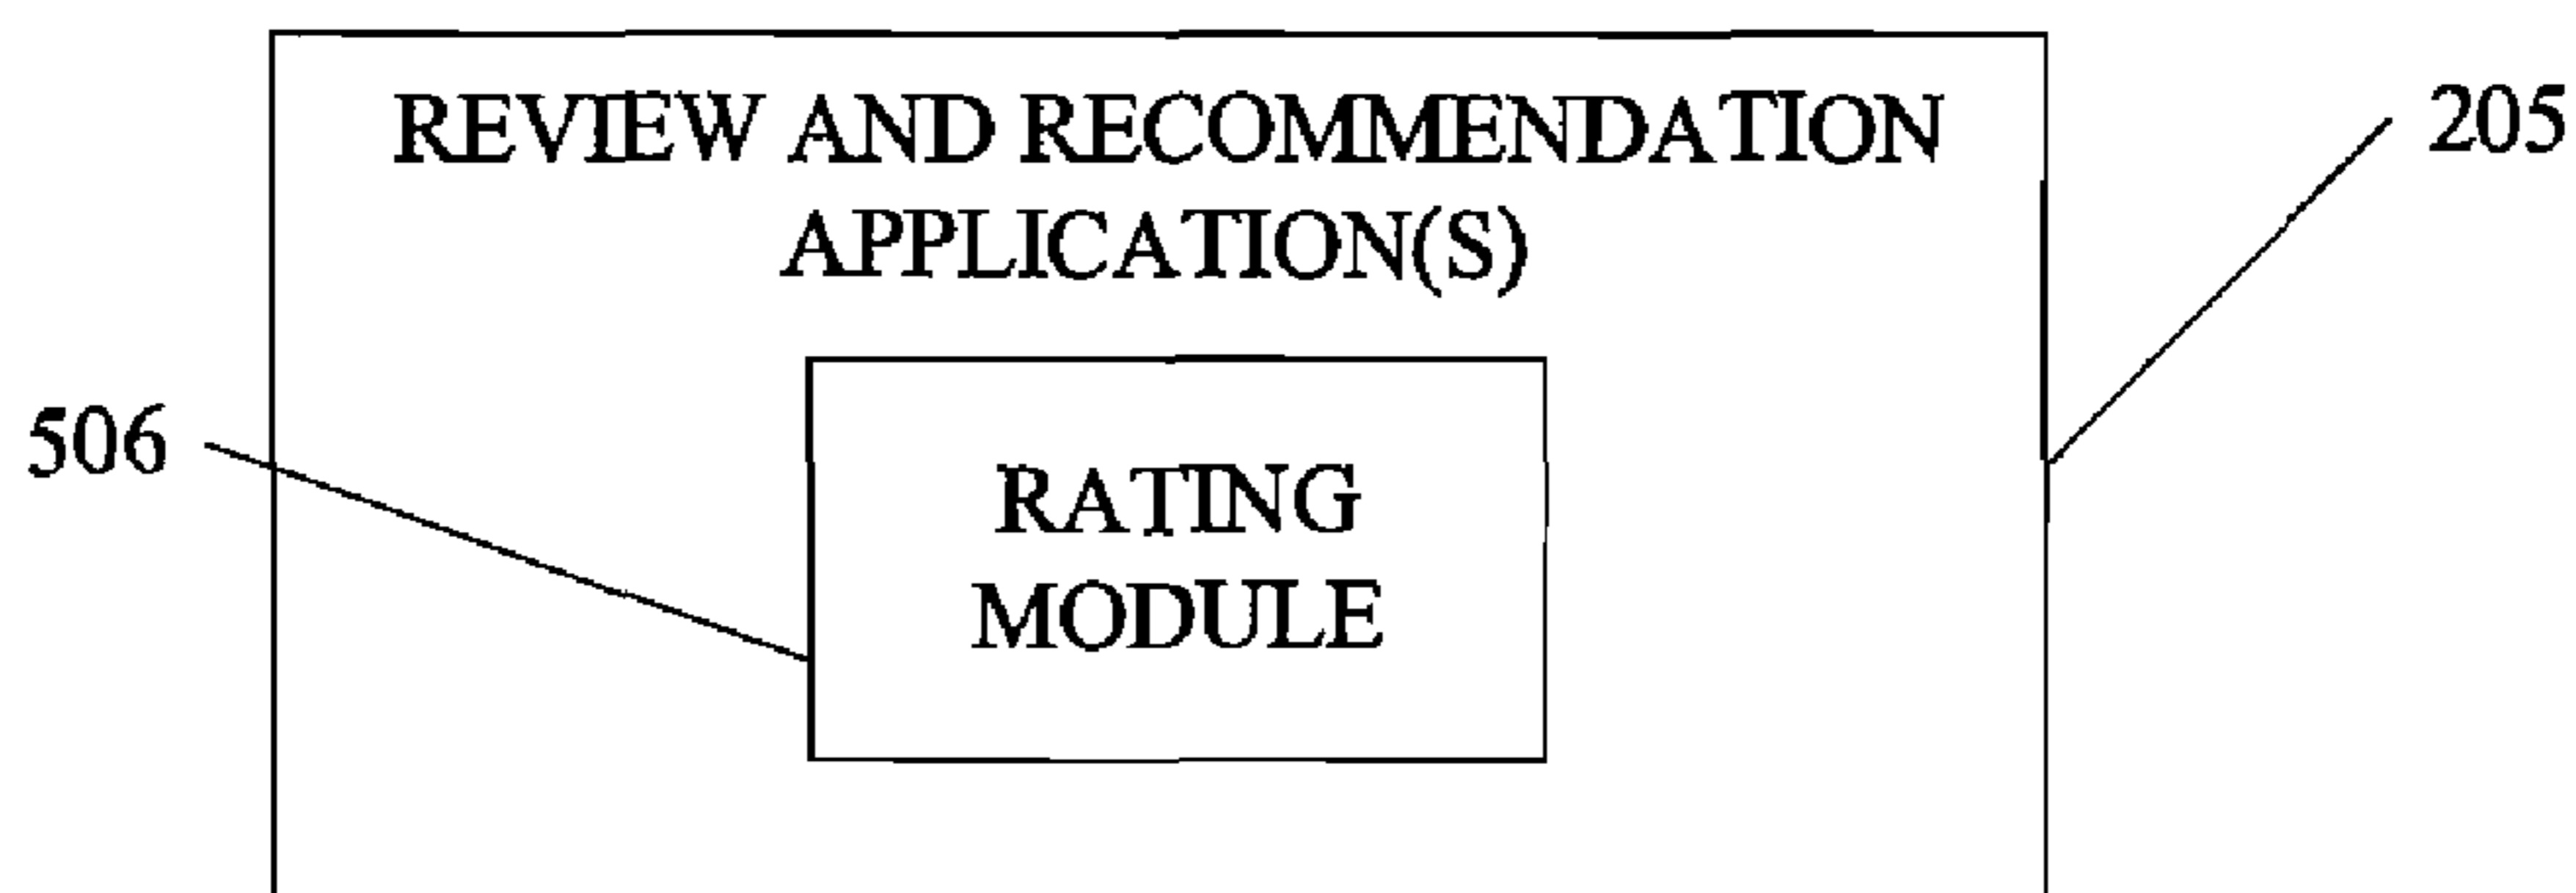 REVIEW AND RECOMMENDATION
APPLICATION(S)
205
506
RATING
MODULE